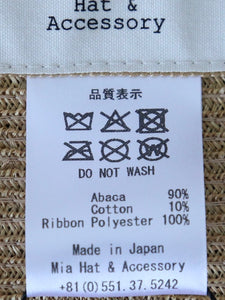 Hat &
Accessory
品質表示
DO NOT WASH
Abaca 90%
Cotton 10%
Ribbon Polyester 100%
Made in Japan
Mia Hat & Accessory
+81(0)551.37.5242